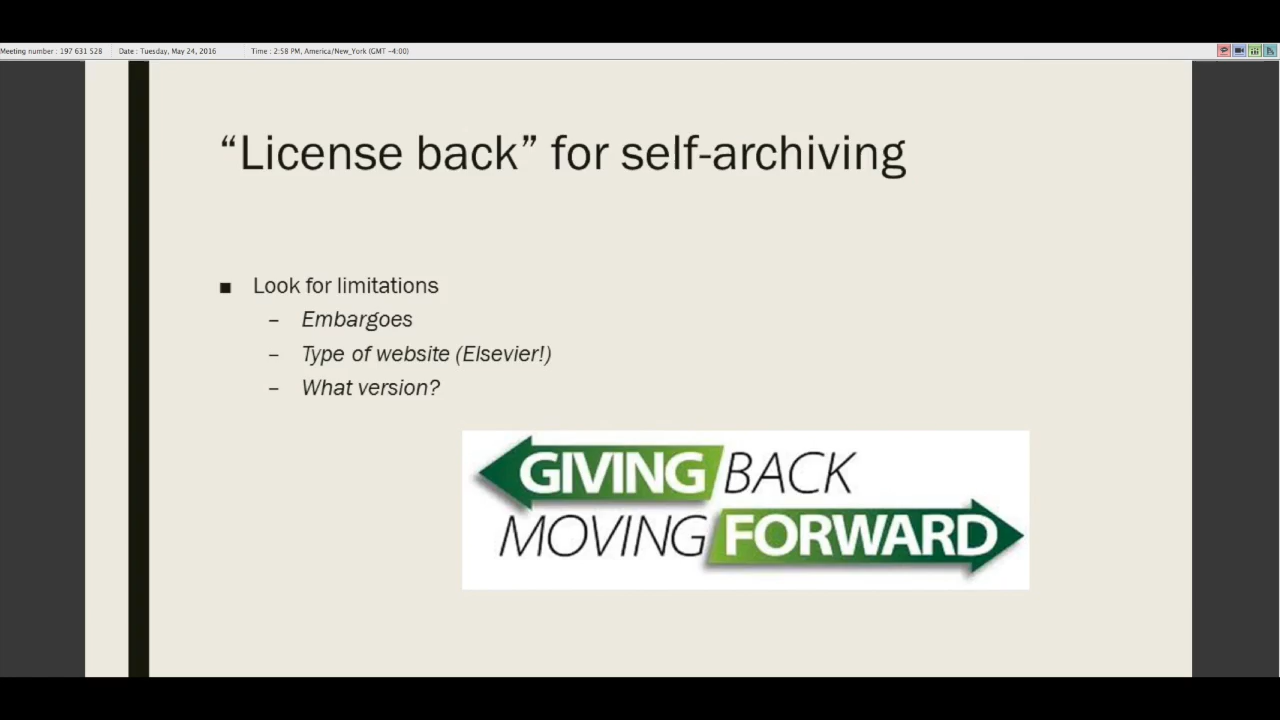 Meeting number : 197 631 528 Date : Tuesday, May 24, 2016 Time : 2:58 PM, America/New_York (GMT -4:00)
“License back” for self-archiving
■ Look for limitations
– Embargoes
– Type of website (Elsevier!)
– What version?
GIVING BACK
MOVING FORWARD